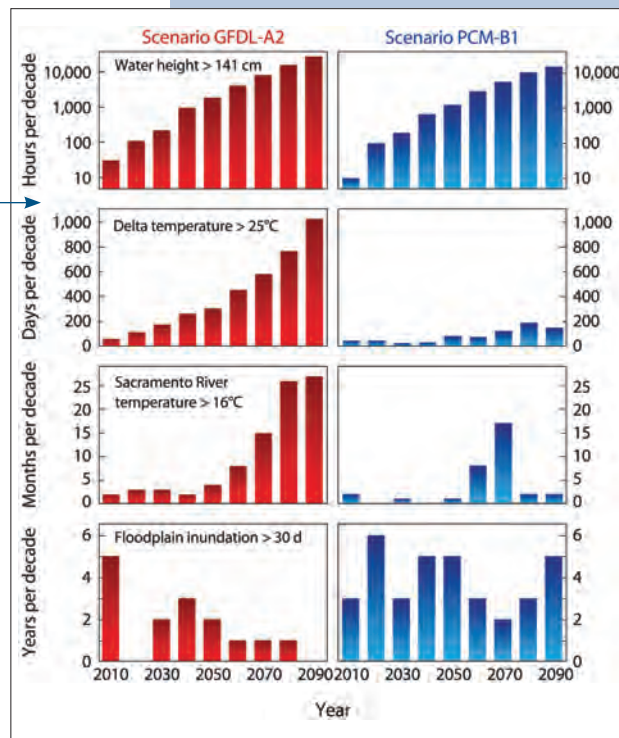 Scenario GFDL-A2 Scenario PCM-B1
Hours per decade
Water height > 141 cm
10,000 10,000
1,000 1,000
100 100
10 10
Days per decade
Delta temperature > 25°C
1,000 1,000
800 800
600 600
400 400
200 200
0 0
Months per decade
Sacramento River
temperature > 16°C
25 25
20 20
15 15
10 10
5 5
0 0
Years per decade
Floodplain inundation > 30 d
6 6
4 4
2 2
0 0
2010 2030 2050 2070 2090 2010 2030 2050 2070 2090
Year